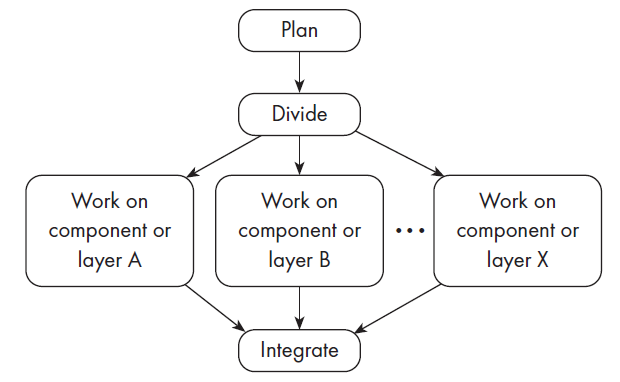 Plan
Divide
Work on
component or
layer A
Work on
component or
layer B
...
Work on
component or
layer X
Integrate